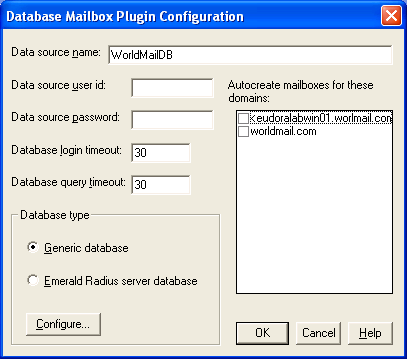 Database Mailbox Plugin Configuration
Data source name: WorldMailDB
Data source user id:
Data source password:
Database login timeout: 30
Database query timeout: 30
Autocreate mailboxes for these
domains:
<eudoralabwin01.worlmail.com
worldmail.com
Database type
Generic database
Emerald Radius server database
Configure...
OK
Cancel
Help